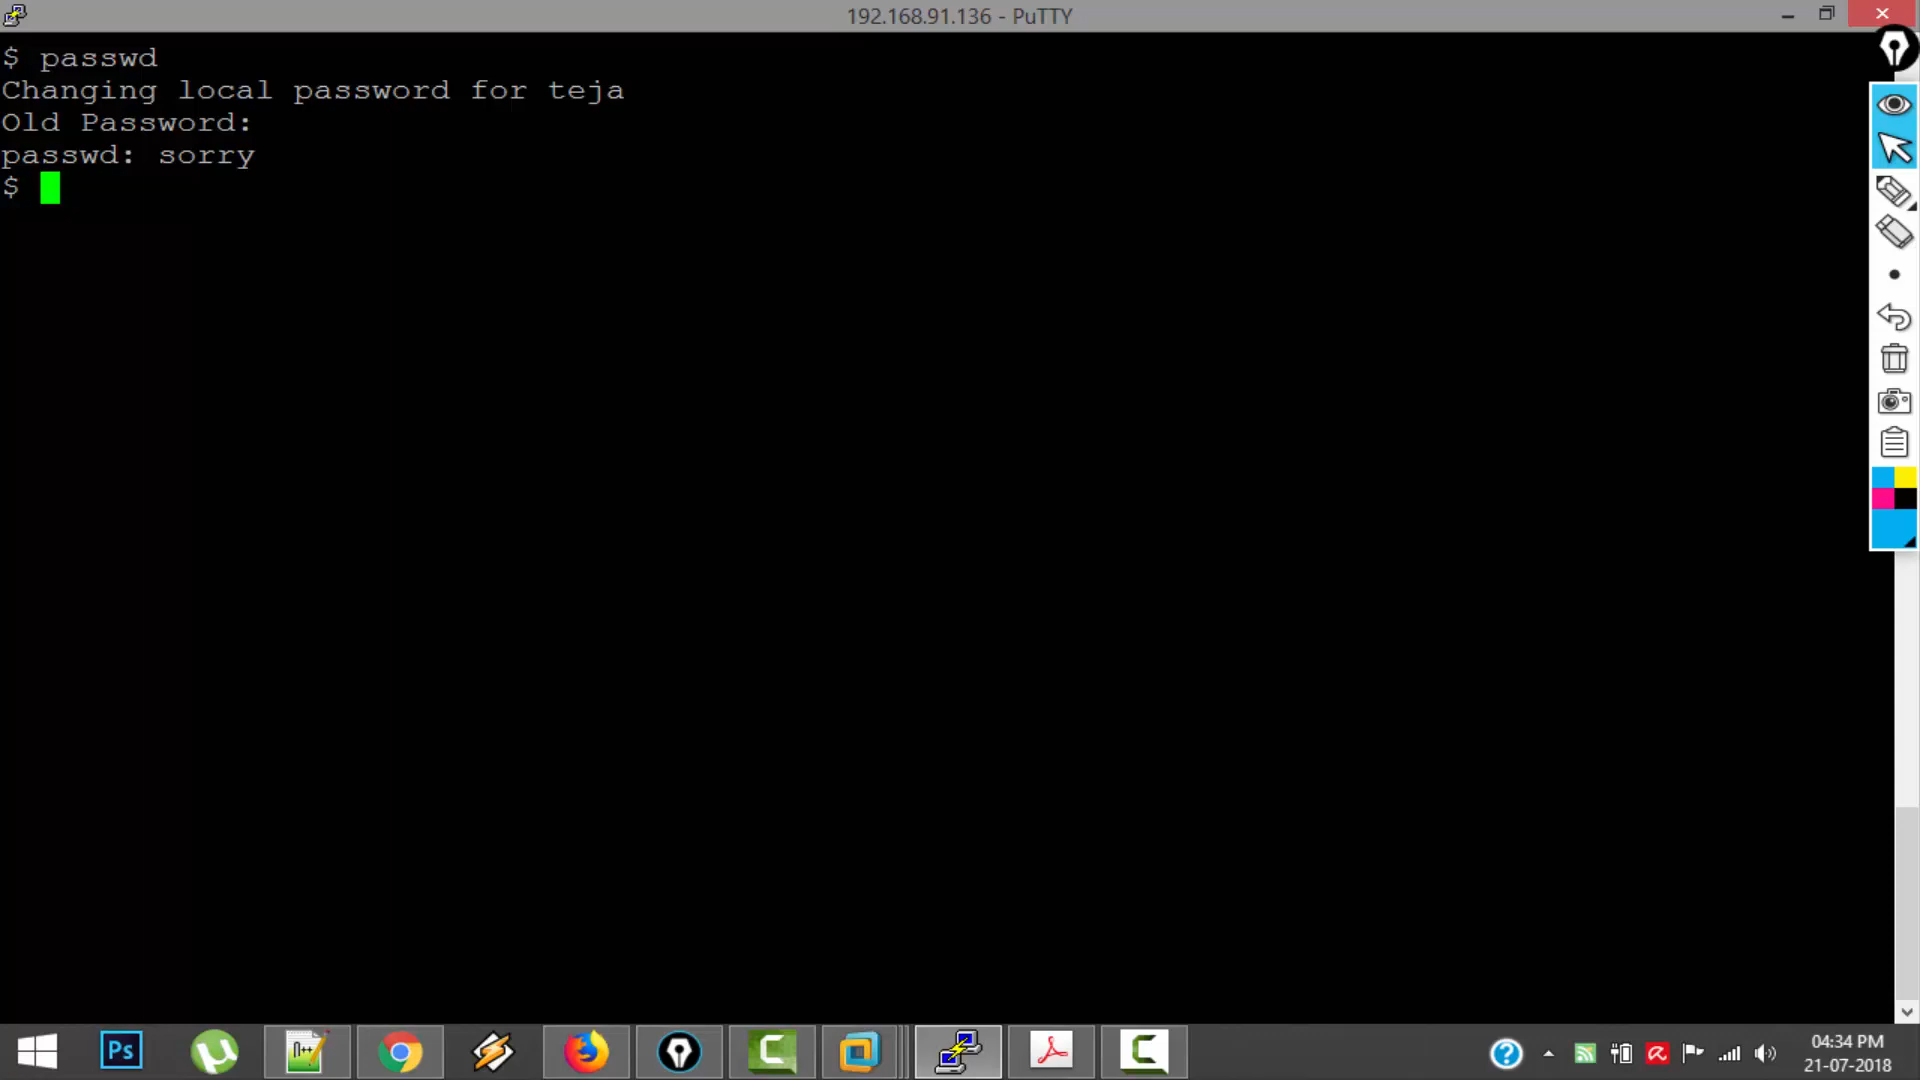 192.168.91.136 - PuTTY
$ passwd
Changing local password for teja
Old Password:
passwd: sorry
$
Ps
04:34 PM
21-07-2018